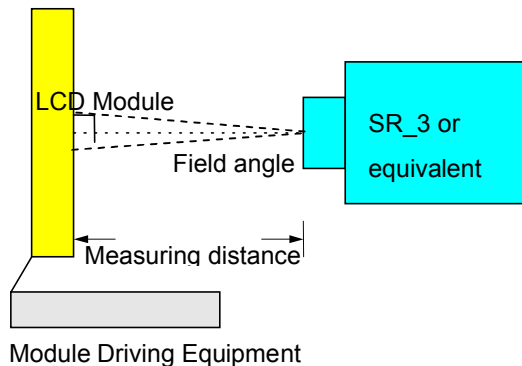 LCD Module
SR_3 or
equivalent
Field angle
Measuring distance
Module Driving Equipment